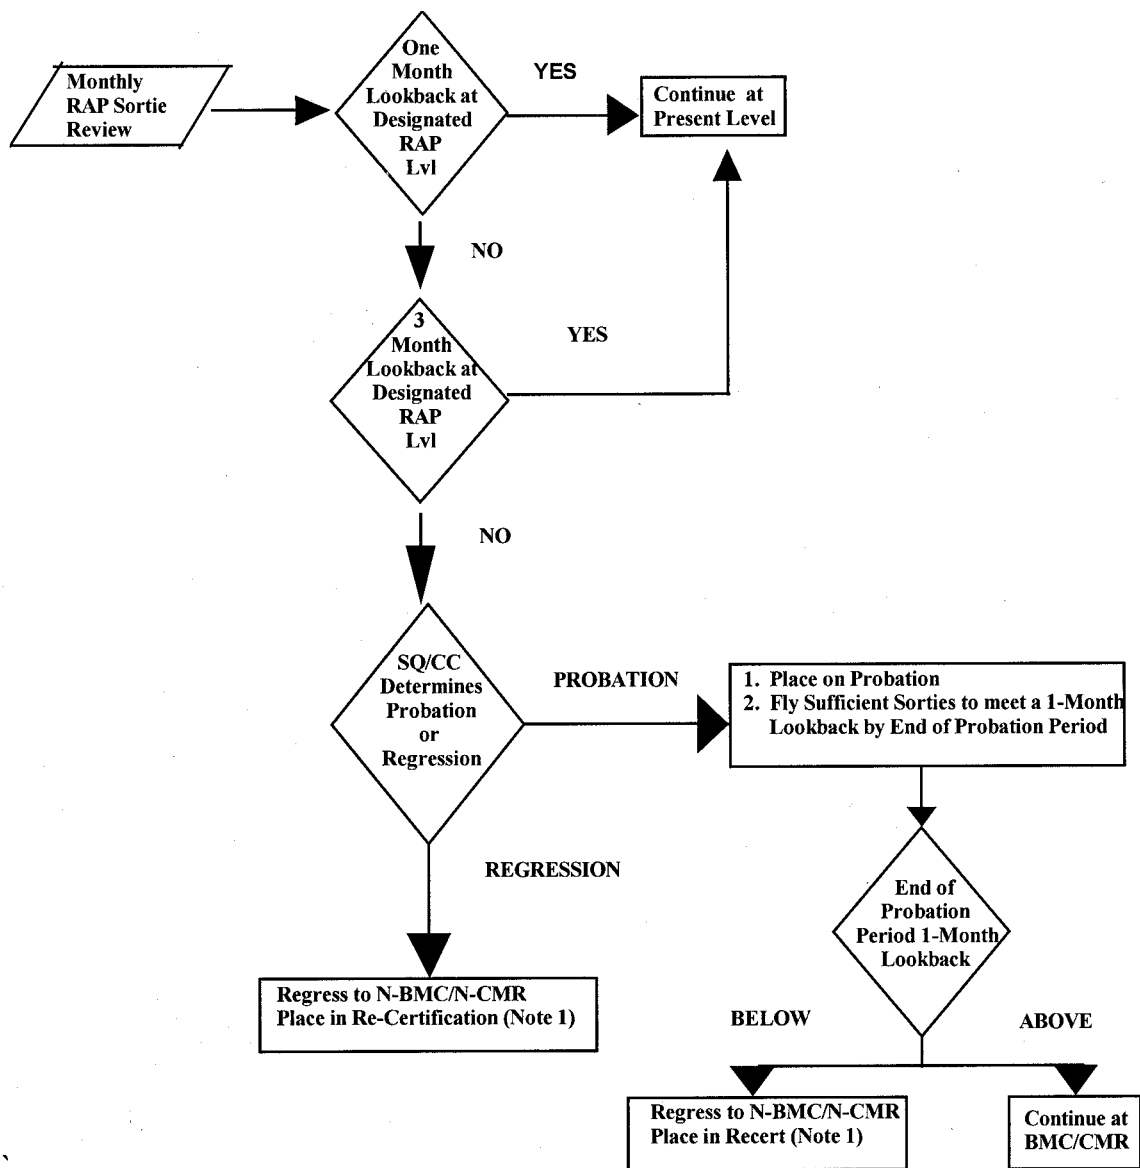 Monthly
RAP Sortie
Review
One
Month
Lookback at
Designated
RAP
Lvl
YES
Continue at
Present Level
NO
3
Month
Lookback at
Designated
RAP
Lvl
YES
NO
SQ/CC
Determines
Probation
or
Regression
PROBATION
1. Place on Probation
2. Fly Sufficient Sorties to meet a 1-Month
Lookback by End of Probation Period
REGRESSION
Regress to N-BMC/N-CMR
Place in Re-Certification (Note 1)
End of
Probation
Period 1-Month
Lookback
BELOW
ABOVE
Regress to N-BMC/N-CMR
Place in Recert (Note 1)
Continue at
BMC/CMR